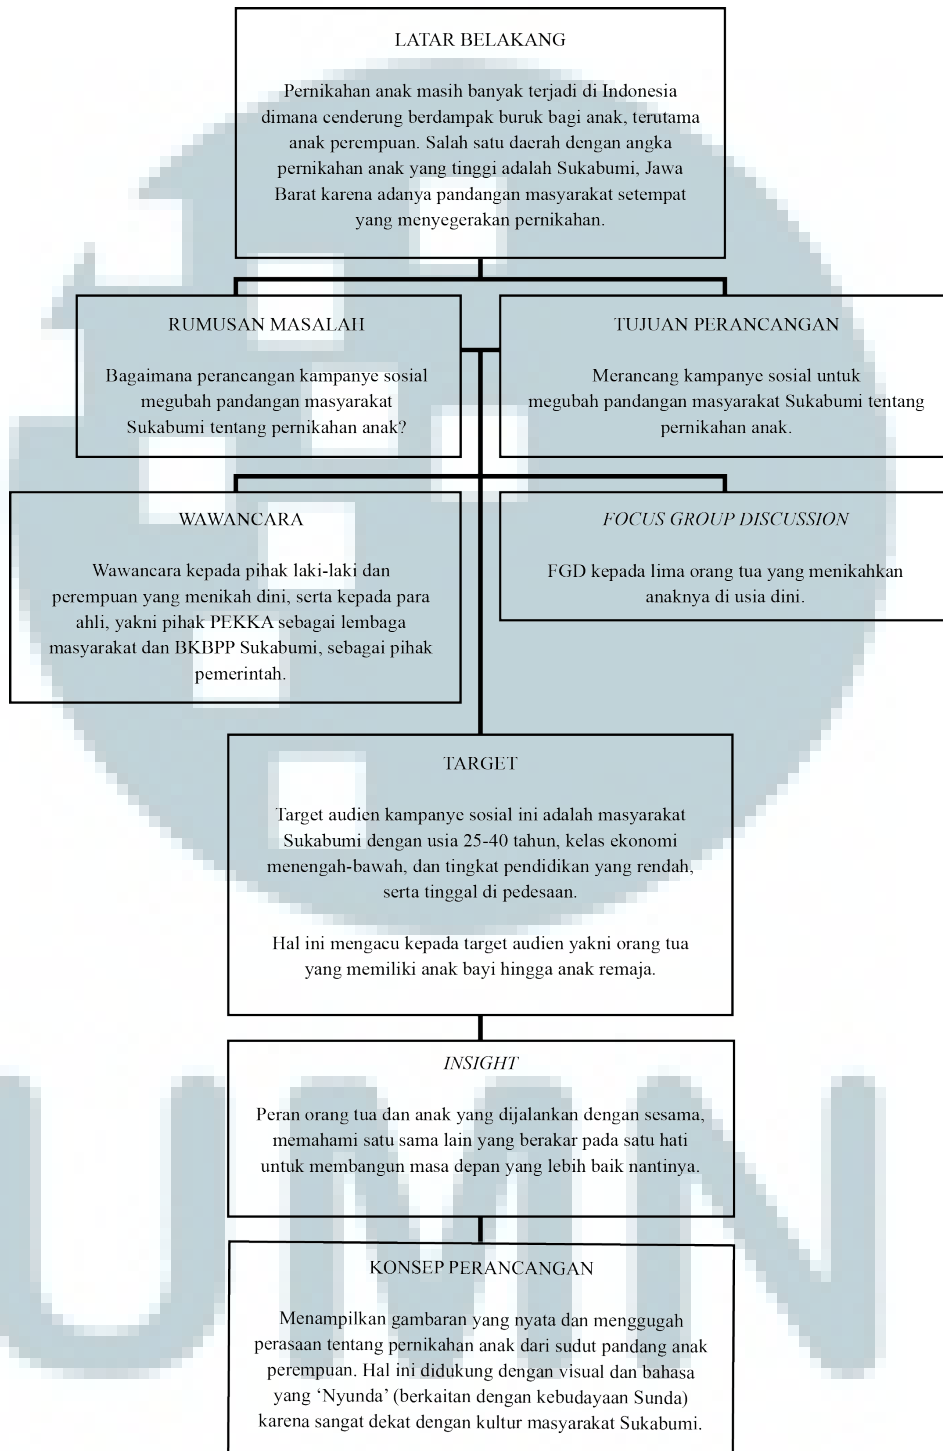 LATAR BELAKANG
Pernikahan anak masih banyak terjadi di Indonesia
dimana cenderung berdampak buruk bagi anak, terutama
anak perempuan. Salah satu daerah dengan angka
pernikahan anak yang tinggi adalah Sukabumi, Jawa
Barat karena adanya pandangan masyarakat setempat
yang menyegerakan pernikahan.
RUMUSAN MASALAH
Bagaimana perancangan kampanye sosial
megubah pandangan masyarakat
Sukabumi tentang pernikahan anak?
TUJUAN PERANCANGAN
Merancang kampanye sosial untuk
megubah pandangan masyarakat Sukabumi tentang
pernikahan anak.
WAWANCARA
Wawancara kepada pihak laki-laki dan
perempuan yang menikah dini, serta kepada para
ahli, yakni pihak PEKKA sebagai lembaga
masyarakat dan BKBPP Sukabumi, sebagai pihak
pemerintah.
FOCUS GROUP DISCUSSION
FGD kepada lima orang tua yang menikahkan
anaknya di usia dini.
TARGET
Target audien kampanye sosial ini adalah masyarakat
Sukabumi dengan usia 25-40 tahun, kelas ekonomi
menengah-bawah, dan tingkat pendidikan yang rendah,
serta tinggal di pedesaan.
Hal ini mengacu kepada target audien yakni orang tua
yang memiliki anak bayi hingga anak remaja.
INSIGHT
Peran orang tua dan anak yang dijalankan dengan sesama,
memahami satu sama lain yang berakar pada satu hati
untuk membangun masa depan yang lebih baik nantinya.
KONSEP PERANCANGAN
Menampilkan gambaran yang nyata dan menggugah
perasaan tentang pernikahan anak dari sudut pandang anak
perempuan. Hal ini didukung dengan visual dan bahasa
yang ‘Nyunda’ (berkaitan dengan kebudayaan Sunda)
karena sangat dekat dengan kultur masyarakat Sukabumi.
UMN